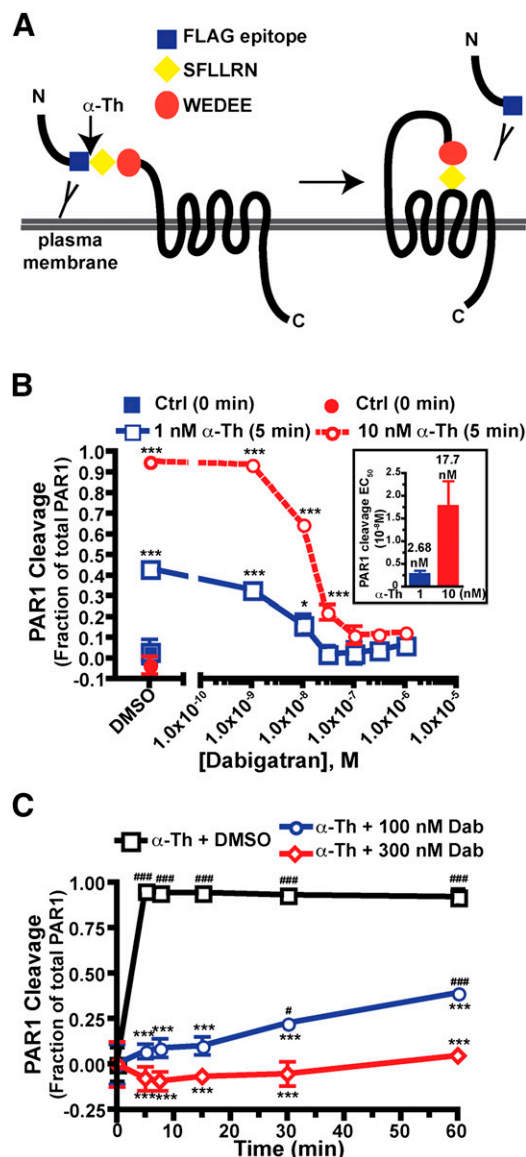 A
FLAG epitope
SFLLRN
WEDEE
N
α-Th
N
plasma
membrane
C
C
B
Ctrl (0 min)
Ctrl (0 min)
1 nM α-Th (5 min)
10 nM α-Th (5 min)
PAR1 Cleavage
(Fraction of total PAR1)
1.0
0.9
0.8
0.7
0.6
0.5
0.4
0.3
0.2
0.1
0.0
-0.1
***
***
***
***
***
*
***
PAR1 cleavage EC50
(10-8M)
2.5
2.0
1.5
1.0
0.5
0.0
17.7
nM
2.68
nM
α-Th 1 10 (nM)
DMSO
1.0x10-10
1.0x10-9
1.0x10-8
1.0x10-7
1.0x10-6
1.0x10-5
[Dabigatran], M
C
α-Th + DMSO
α-Th + 100 nM Dab
α-Th + 300 nM Dab
PAR1 Cleavage
(Fraction of total PAR1)
1.00
0.75
0.50
0.25
0.00
-0.25
### ### ### ### ###
# ###
*** *** *** *** ***
*** *** *** *** ***
0 10 20 30 40 50 60
Time (min)